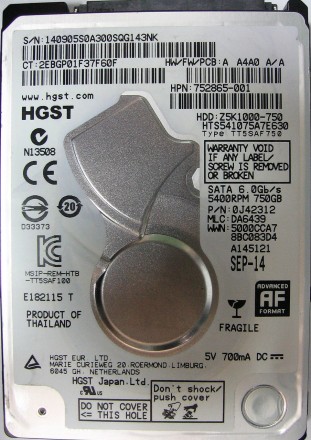 S/N: 140905S0A300SQG143NK
CT: 2EBGP01F37F60F HW/FW/PCB: A A4A0 A/A
www.hgst.com HPN: 752865-001
HGST
HDD: Z5K1000-750
HTS541075A7E630
Type TT5SAF750
N13508
WARRANTY VOID
IF ANY LABEL/
SCREW IS REMOVED
OR BROKEN
CE
20
D33373
SATA 6.0Gb/s
5400RPM 750GB
P/N: 0J42312
MLC: DA6439
WWN: 5000CCA7
8BC083D4
A145121
MSIP-REM-HTB
-TT5SAF100
SEP-14
E182115 T
PRODUCT OF
THAILAND
ADVANCED
AF
FORMAT
FRAGILE
5V 700mA DC
HGST EUR LTD.
MARIE CURIEWEG 20, ROERMOND, LIMBURG,
6045 GH, NETHERLANDS
HGST Japan, Ltd.
DO NOT COVER
<= THIS HOLE
Don't shock/
push cover